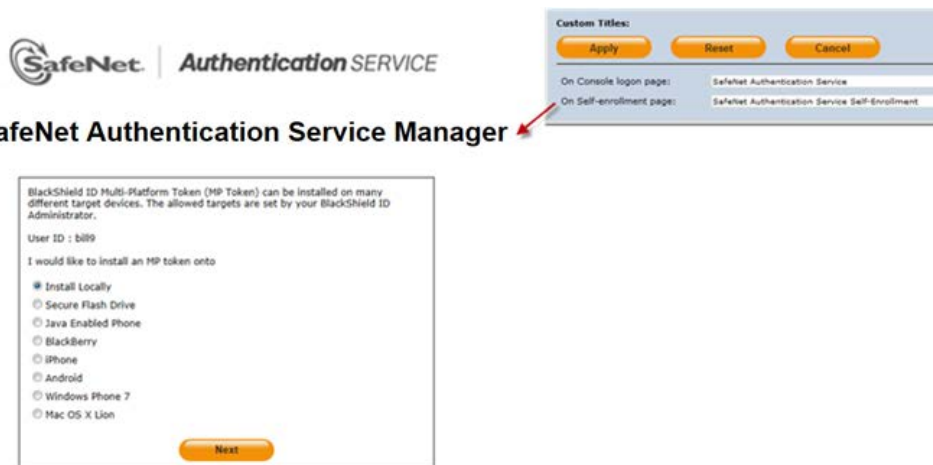 SafeNet. | Authentication SERVICE
Custom Titles:
Apply Reset Cancel
On Console logon page: SafeNet Authentication Service
On Self-enrollment page: SafeNet Authentication Service Self-Enrollment
afeNet Authentication Service Manager
BlackShield ID Multi-Platform Token (MP Token) can be installed on many
different target devices. The allowed targets are set by your BlackShield ID
Administrator.
User ID : bill9
I would like to install an MP token onto
Install Locally
Secure Flash Drive
Java Enabled Phone
BlackBerry
iPhone
Android
Windows Phone 7
Mac OS X Lion
Next